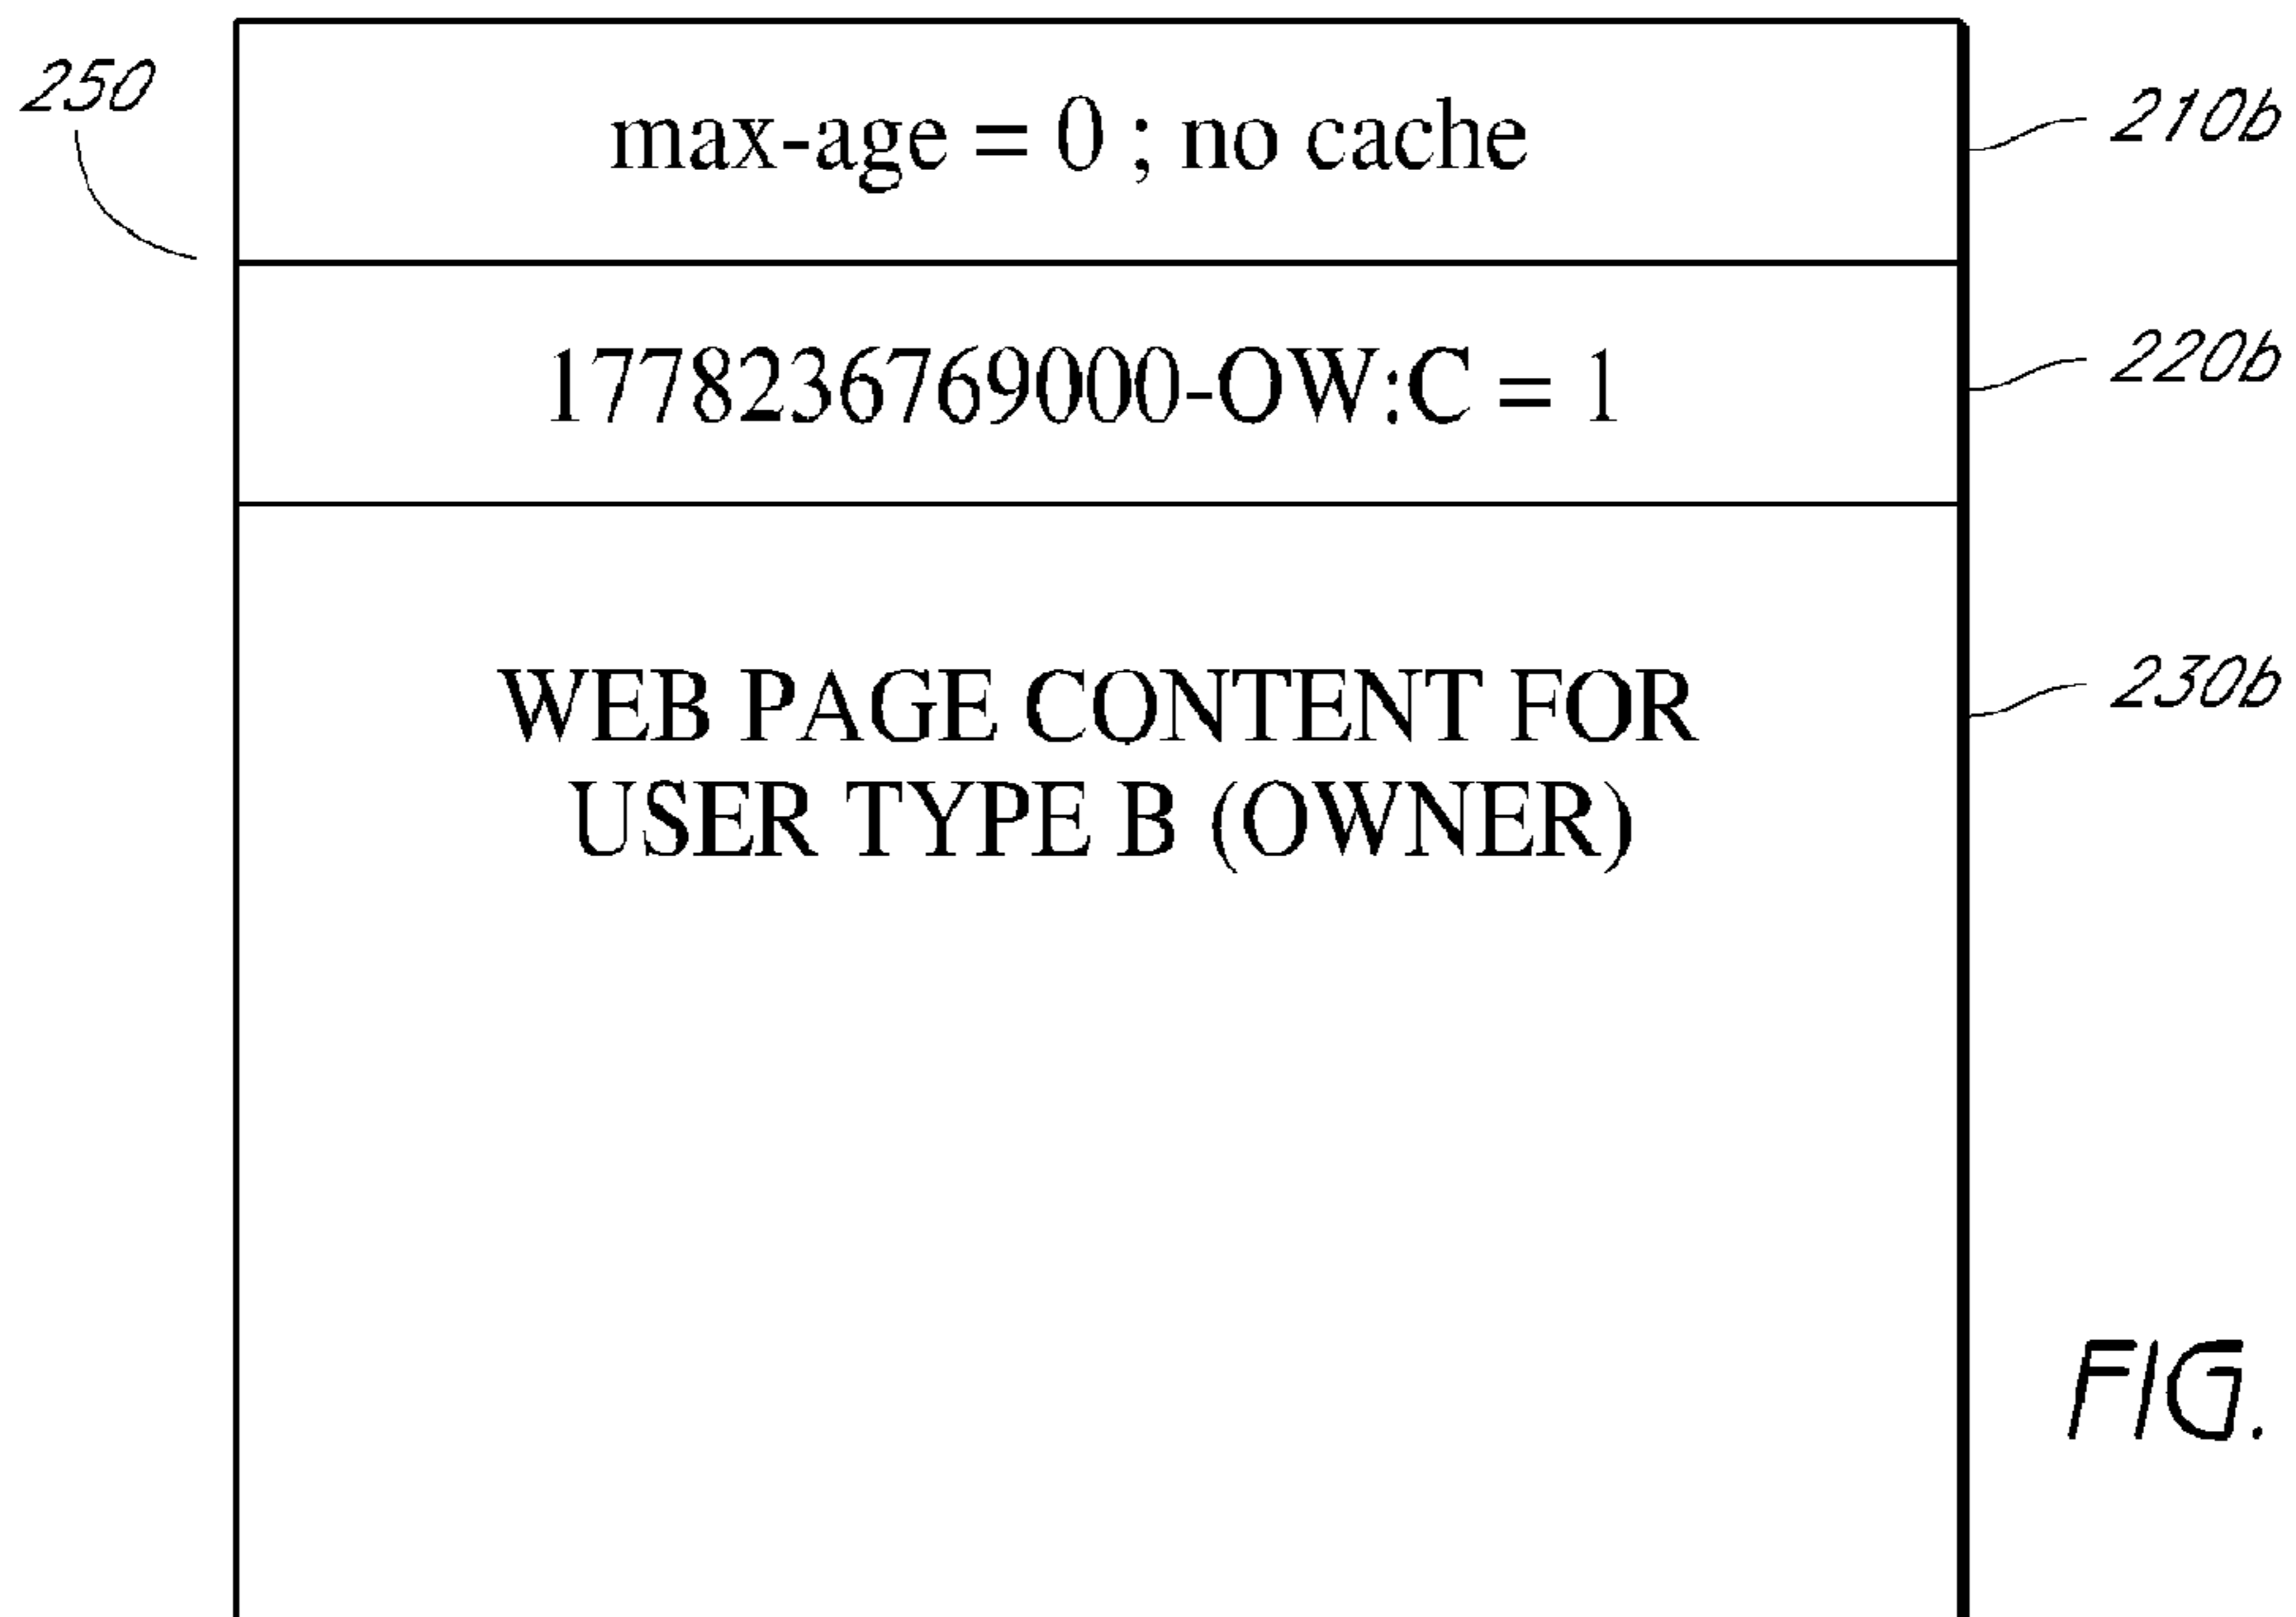 250
max-age = 0 ; no cache
210b
1778236769000-OW:C = 1
220b
WEB PAGE CONTENT FOR
USER TYPE B (OWNER)
230b
FIG.